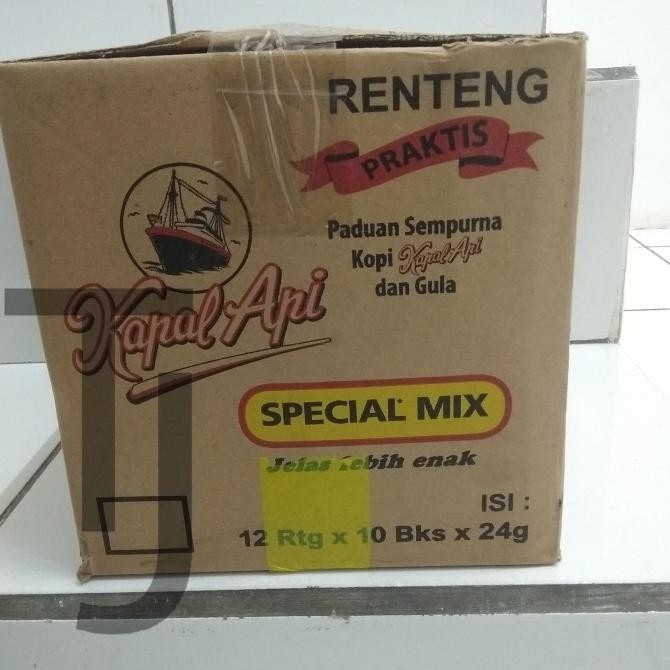 RENTENG
PRAKTIS
Paduan Sempurna
Kopi Kapal Api
dan Gula
Kapal Api
SPECIAL MIX
Jelas lebih enak
ISI :
12 Rtg x 10 Bks x 24g
TJ